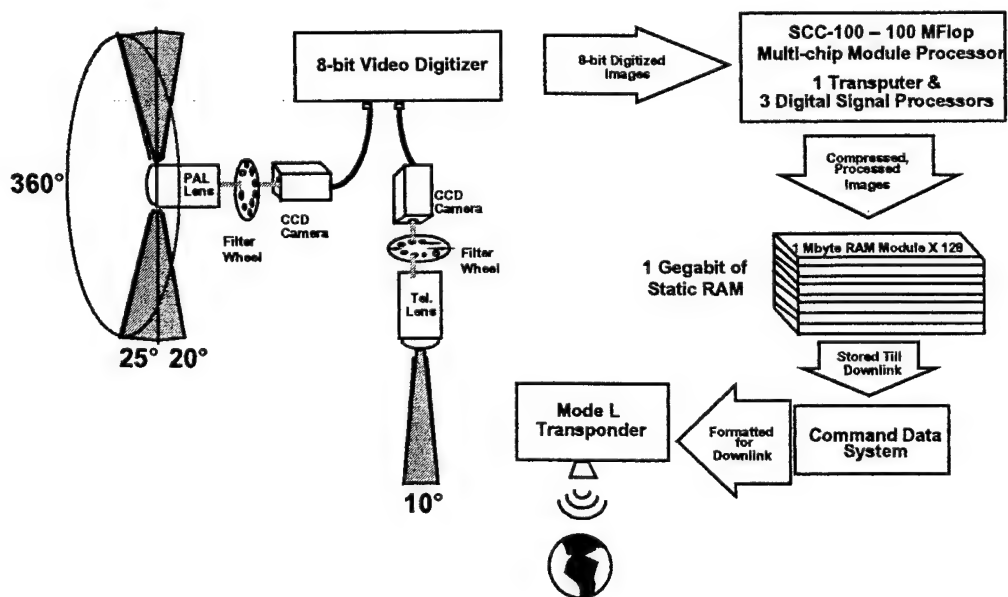 360°
25° 20°
PAL
Lens
Filter
Wheel
CCD
Camera
8-bit Video Digitizer
CCD
Camera
Filter
Wheel
Tel.
Lens
10°
8-bit Digitized
Images
SCC-100 – 100 MFlop
Multi-chip Module Processor
1 Transputer &
3 Digital Signal Processors
Compressed,
Processed
Images
1 Gegabit of
Static RAM
1 Mbyte RAM Module X 128
Stored Till
Downlink
Command Data
System
Formatted
for
Downlink
Mode L
Transponder